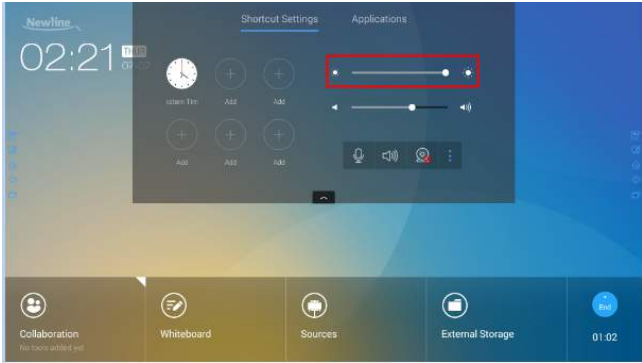 Newline
Shortcut Settings
Applications
02:21
THUR
Add
Add
Add
Add
Add
Collaboration
No tools added yet
Whiteboard
Sources
External Storage
End
01:02